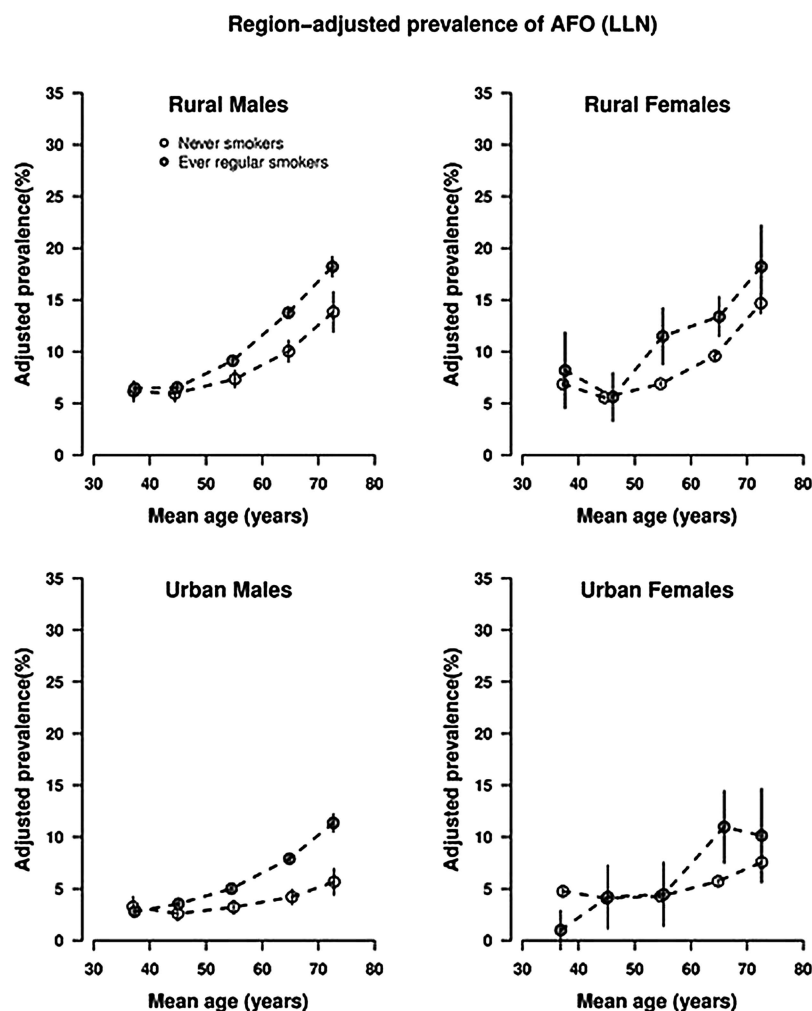 Region-adjusted prevalence of AFO (LLN)
Rural Males
Never smokers
Ever regular smokers
Adjusted prevalence(%)
35
30
25
20
15
10
5
0
30 40 50 60 70 80
Mean age (years)
Rural Females
Adjusted prevalence(%)
35
30
25
20
15
10
5
0
30 40 50 60 70 80
Mean age (years)
Urban Males
Adjusted prevalence(%)
35
30
25
20
15
10
5
0
30 40 50 60 70 80
Mean age (years)
Urban Females
Adjusted prevalence(%)
35
30
25
20
15
10
5
0
30 40 50 60 70 80
Mean age (years)